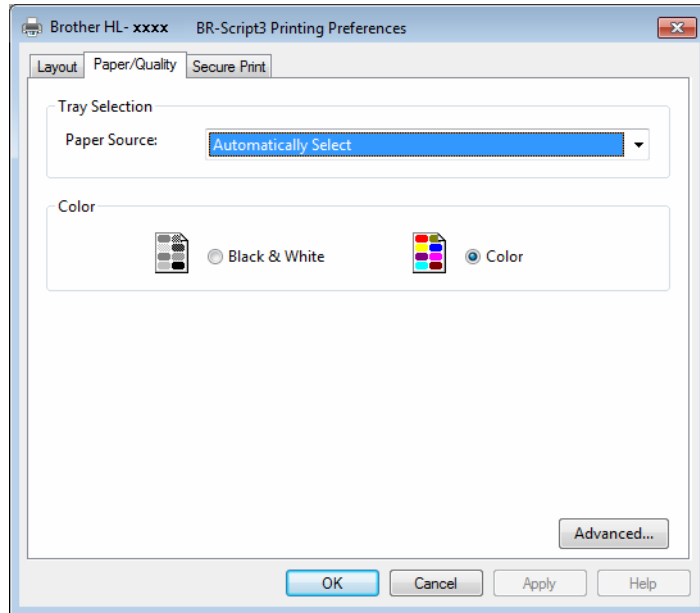 Brother HL- xxxx BR-Script3 Printing Preferences
Layout Paper/Quality Secure Print
Tray Selection
Paper Source: Automatically Select
Color
Black & White Color
Advanced...
OK Cancel Apply Help